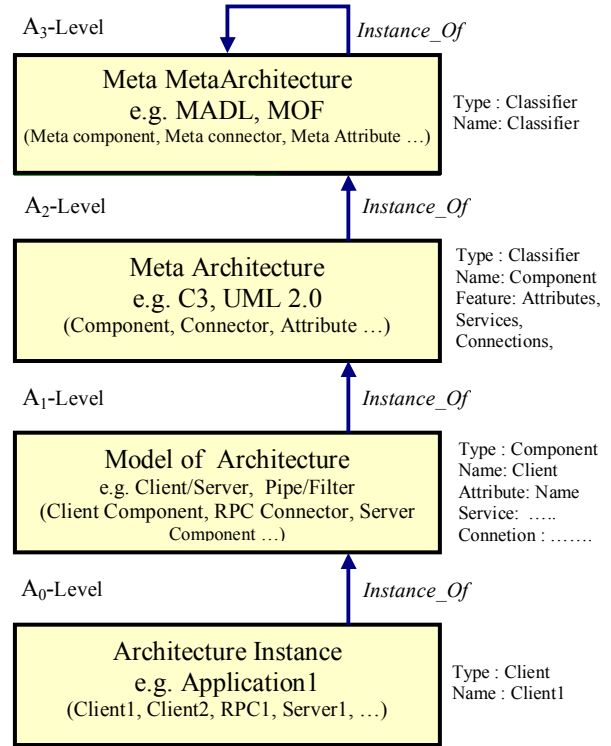 A3-Level
Instance_Of
Meta MetaArchitecture
e.g. MADL, MOF
(Meta component, Meta connector, Meta Attribute …)
Type : Classifier
Name: Classifier
A2-Level
Instance_Of
Meta Architecture
e.g. C3, UML 2.0
(Component, Connector, Attribute …)
Type : Classifier
Name: Component
Feature: Attributes,
Services,
Connections,
A1-Level
Instance_Of
Model of Architecture
e.g. Client/Server, Pipe/Filter
(Client Component, RPC Connector, Server
Component …)
Type : Component
Name: Client
Attribute: Name
Service: …..
Connetion : …….
A0-Level
Instance_Of
Architecture Instance
e.g. Application1
(Client1, Client2, RPC1, Server1, …)
Type : Client
Name : Client1